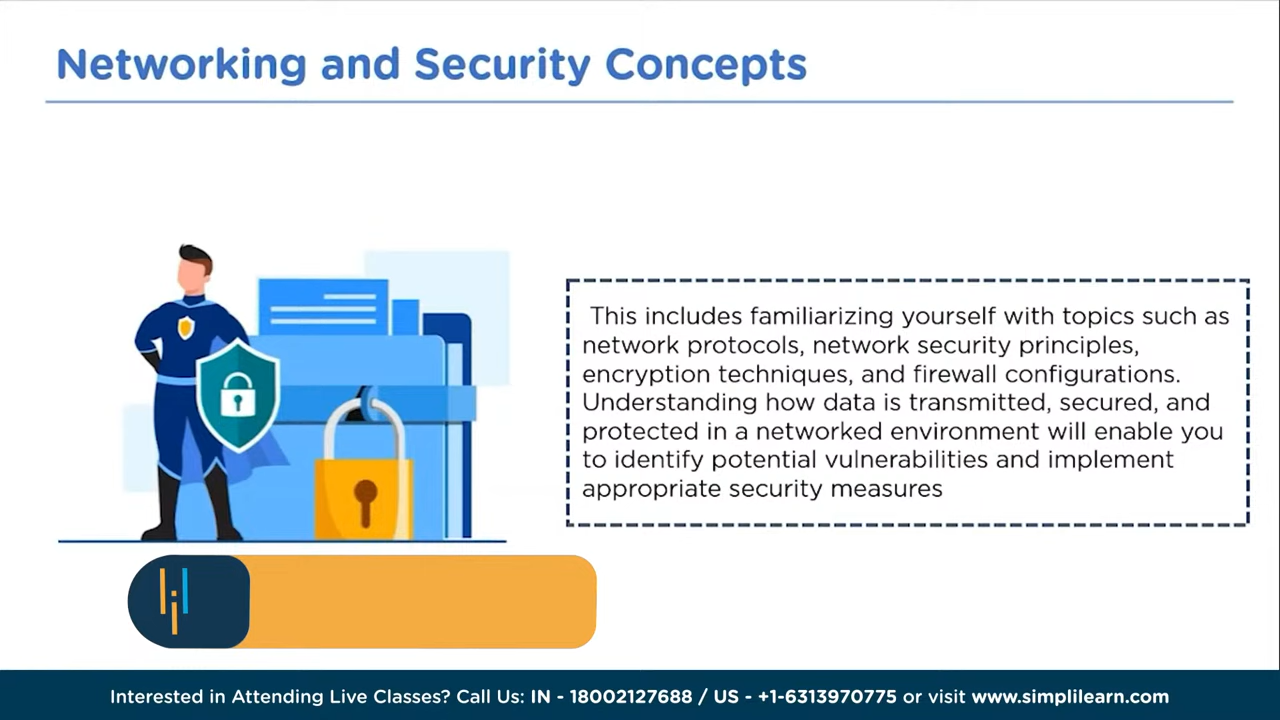 Networking and Security Concepts
This includes familiarizing yourself with topics such as
network protocols, network security principles,
encryption techniques, and firewall configurations.
Understanding how data is transmitted, secured, and
protected in a networked environment will enable you
to identify potential vulnerabilities and implement
appropriate security measures
Interested in Attending Live Classes? Call Us: IN - 18002127688 / US - +1-6313970775 or visit www.simplilearn.com